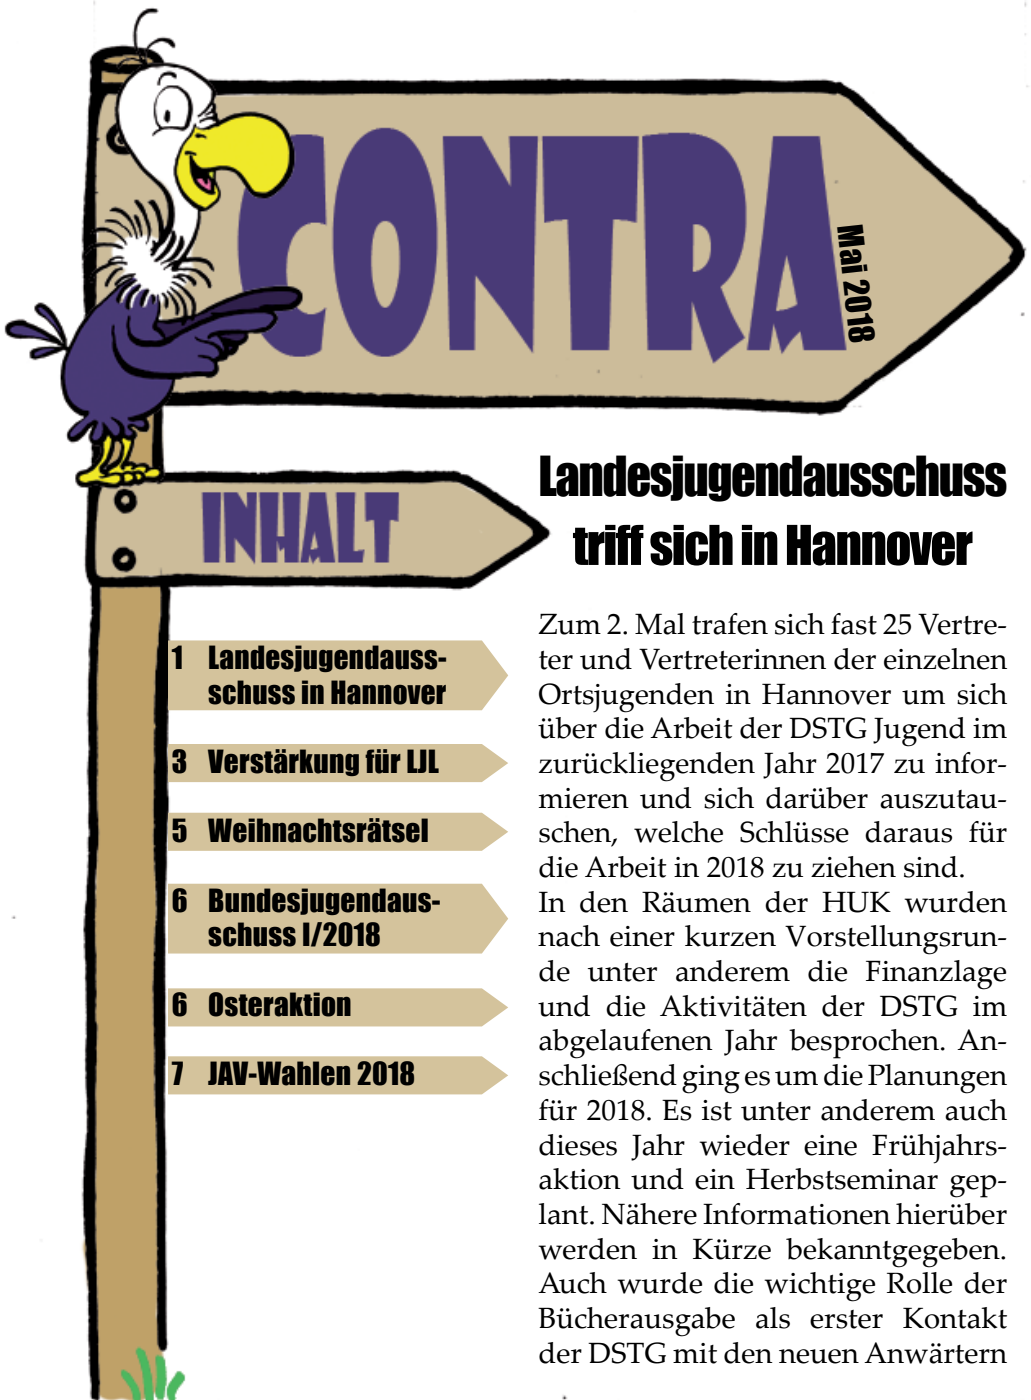 CONTRA
Mai 2018
INHALT
1 Landesjugendauss-
schuss in Hannover
3 Verstärkung für LJL
5 Weihnachtsrätsel
6 Bundesjugendaus-
schuss I/2018
6 Osteraktion
7 JAV-Wahlen 2018
Landesjugendausschuss
triff sich in Hannover
Zum 2. Mal trafen sich fast 25 Vertre-
ter und Vertreterinnen der einzelnen
Ortsjugenden in Hannover um sich
über die Arbeit der DSTG Jugend im
zurückliegenden Jahr 2017 zu infor-
mieren und sich darüber auszutau-
schen, welche Schlüsse daraus für
die Arbeit in 2018 zu ziehen sind.
In den Räumen der HUK wurden
nach einer kurzen Vorstellungsrun-
de unter anderem die Finanzlage
und die Aktivitäten der DSTG im
abgelaufenen Jahr besprochen. An-
schließend ging es um die Planungen
für 2018. Es ist unter anderem auch
dieses Jahr wieder eine Frühjahrs-
aktion und ein Herbstseminar gep-
lant. Nähere Informationen hierüber
werden in Kürze bekanntgegeben.
Auch wurde die wichtige Rolle der
Bücherausgabe als erster Kontakt
der DSTG mit den neuen Anwärtern